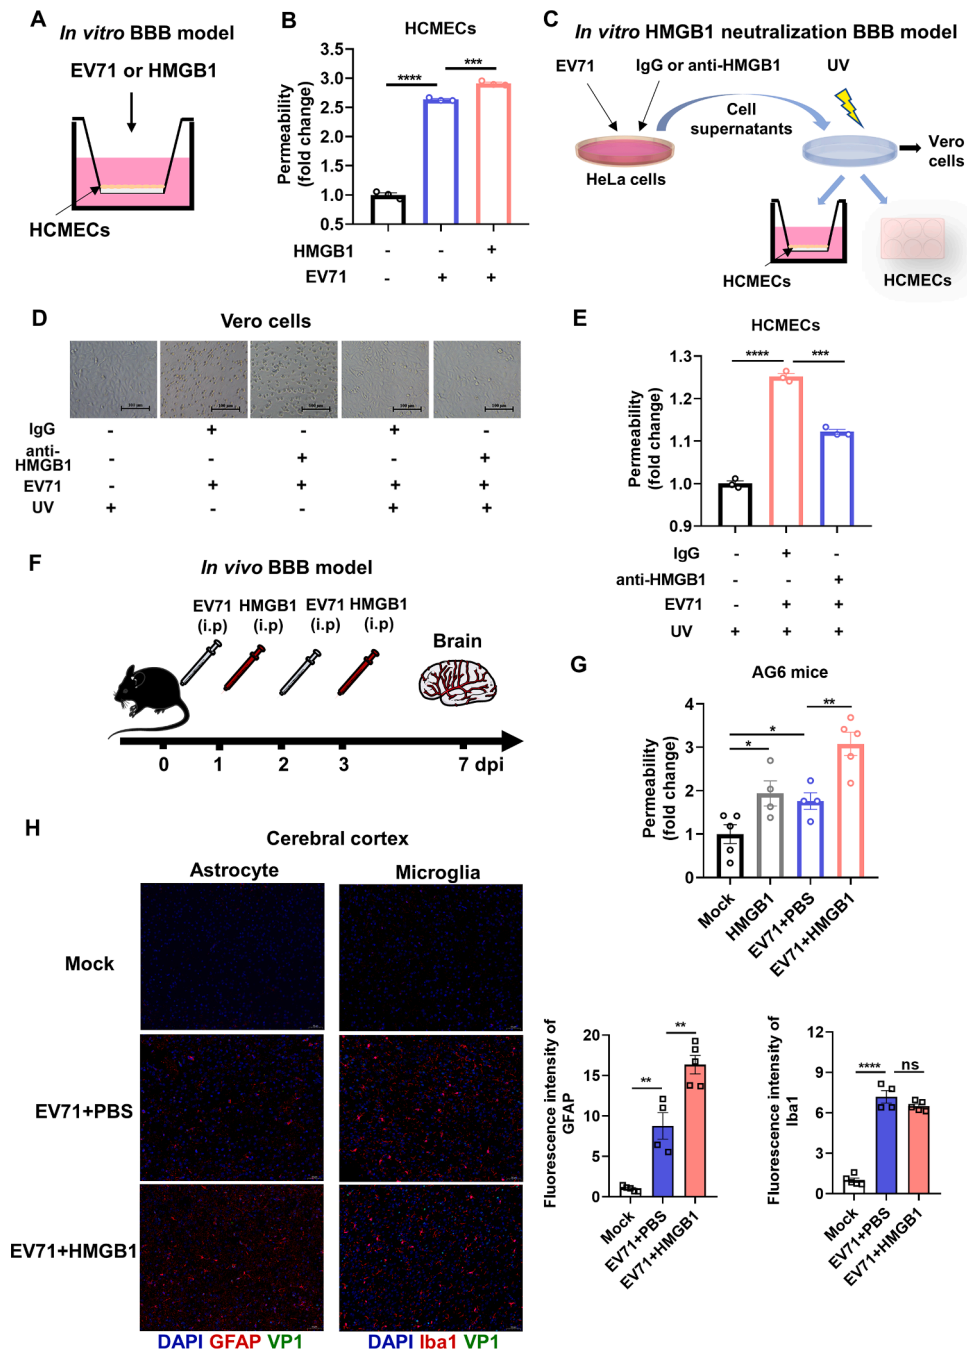 A
In vitro BBB model
EV71 or HMGB1
HCMECs
B
HCMECs
Permeability
(fold change)
3.5
3.0
2.5
2.0
1.5
1.0
0.5
****
***
HMGB1 - - +
EV71 - + +
C
In vitro HMGB1 neutralization BBB model
EV71
IgG or anti-HMGB1
UV
Cell
supernatants
HeLa cells
Vero
cells
HCMECs
HCMECs
D
Vero cells
IgG - + - + -
anti-
HMGB1 - - + - +
EV71 - + + + +
UV + - - + +
E
HCMECs
Permeability
(fold change)
1.3
1.2
1.1
1.0
0.9
****
***
IgG - + -
anti-HMGB1 - - +
EV71 - + +
UV + + +
F
In vivo BBB model
EV71 HMGB1 EV71 HMGB1
(i.p) (i.p) (i.p) (i.p)
Brain
0 1 2 3 7 dpi
G
AG6 mice
Permeability
(fold change)
4
3
2
1
0
*
*
**
Mock
HMGB1
EV71+PBS
EV71+HMGB1
H
Cerebral cortex
Astrocyte
Microglia
Mock
EV71+PBS
EV71+HMGB1
DAPI GFAP VP1
DAPI Iba1 VP1
Fluorescence intensity of
GFAP
20
15
10
5
0
**
**
Mock
EV71+PBS
EV71+HMGB1
Fluorescence intensity of
Iba1
12
9
6
3
0
****
ns
Mock
EV71+PBS
EV71+HMGB1